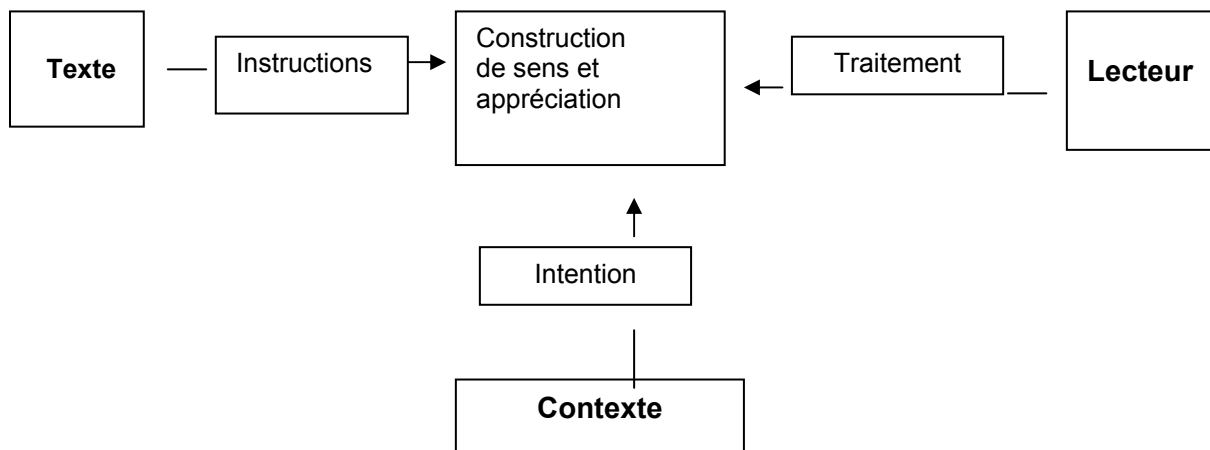 Texte
Instructions
Construction
de sens et
appréciation
Traitement
Lecteur
Intention
Contexte